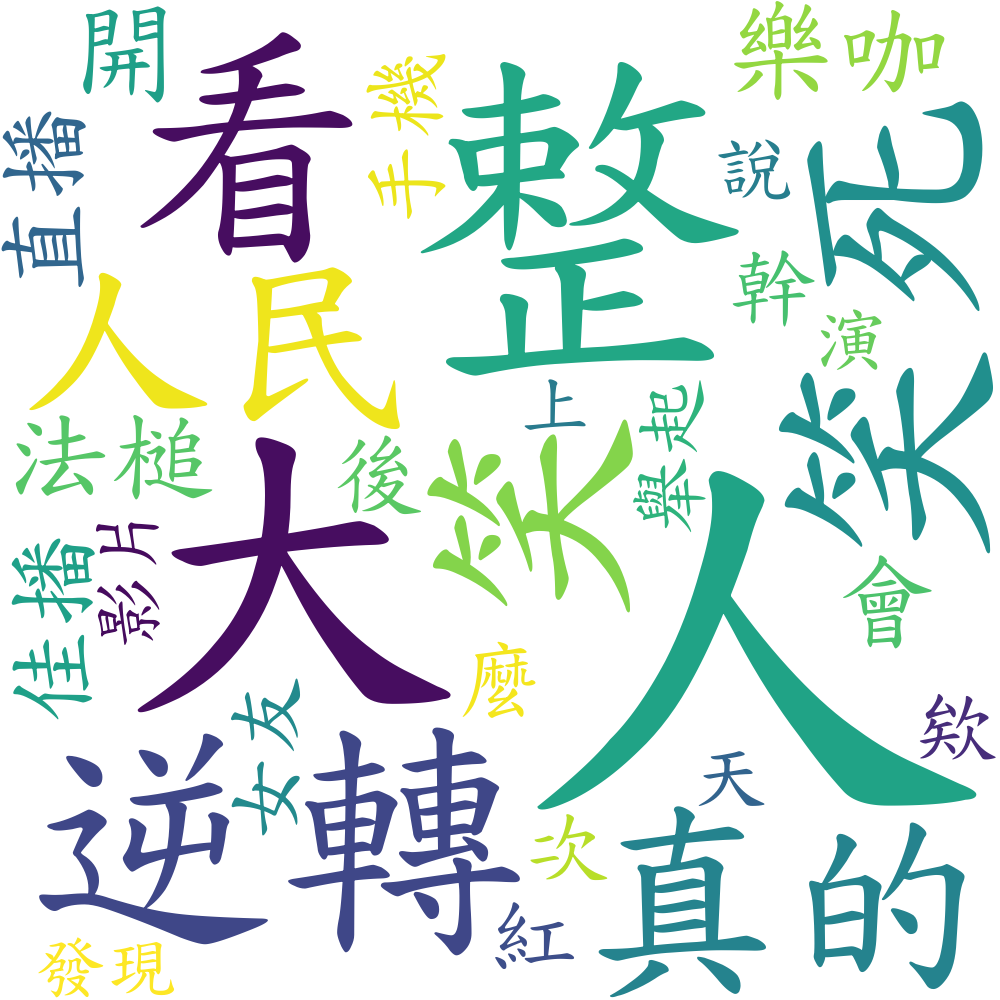 開
看
手機
整
樂咖
直播
說
笑死
人民
幹
演
上
舉起
法槌
後
笑
大
人
佳播
影片
會
女友
麼
欸
逆轉
天
次
真的
紅
發現